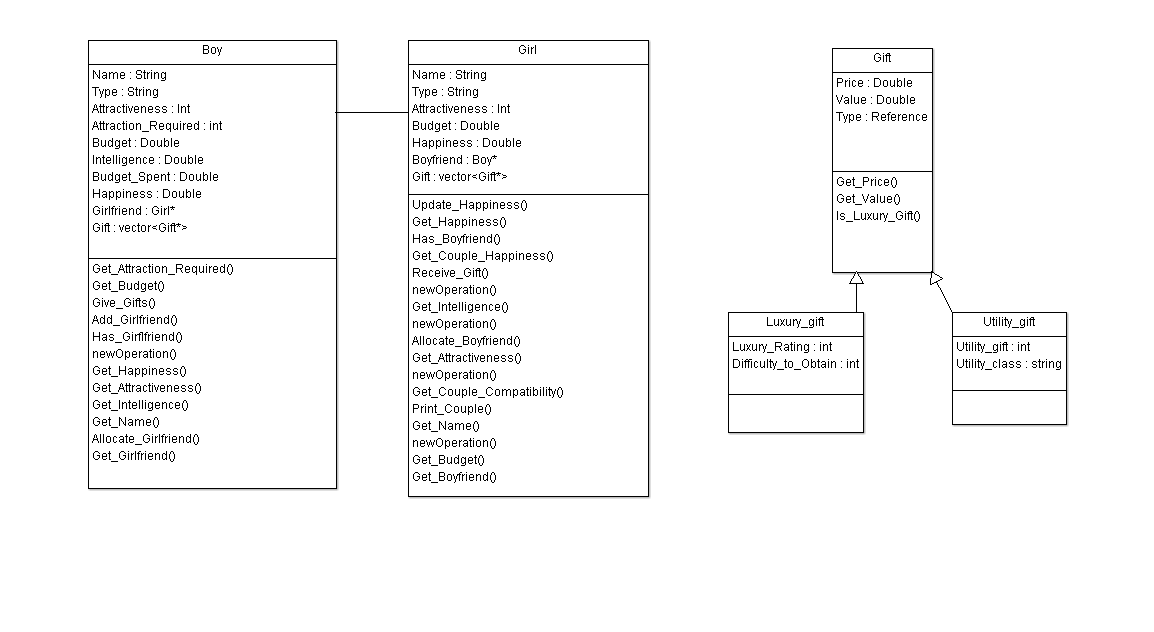 Boy
Name : String
Type : String
Attractiveness : Int
Attraction_Required : int
Budget : Double
Intelligence : Double
Budget_Spent : Double
Happiness : Double
Girlfriend : Girl*
Gift : vector<Gift*>
Get_Attraction_Required()
Get_Budget()
Give_Gifts()
Add_Girlfriend()
Has_Girflfriend()
newOperation()
Get_Happiness()
Get_Attractiveness()
Get_Intelligence()
Get_Name()
Allocate_Girlfriend()
Get_Girlfriend()
Girl
Name : String
Type : String
Attractiveness : Int
Budget : Double
Happiness : Double
Boyfriend : Boy*
Gift : vector<Gift*>
Update_Happiness()
Get_Happiness()
Has_Boyfriend()
Get_Couple_Happiness()
Receive_Gift()
newOperation()
Get_Intelligence()
newOperation()
Allocate_Boyfriend()
Get_Attractiveness()
newOperation()
Get_Couple_Compatibility()
Print_Couple()
Get_Name()
newOperation()
Get_Budget()
Get_Boyfriend()
Gift
Price : Double
Value : Double
Type : Reference
Get_Price()
Get_Value()
Is_Luxury_Gift()
Luxury_gift
Luxury_Rating : int
Difficulty_to_Obtain : int
Utility_gift
Utility_gift : int
Utility_class : string